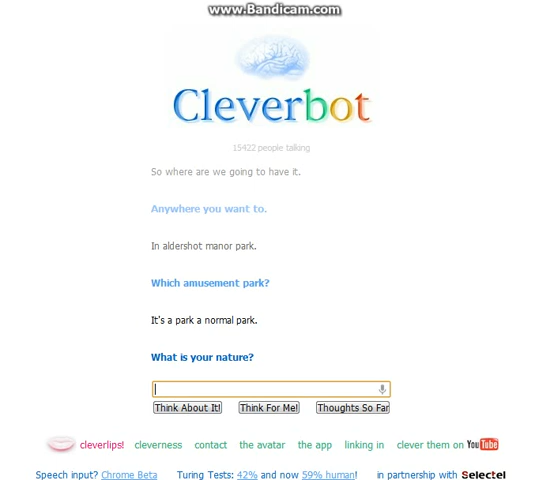 www.Bandicam.com
Cleverbot
15422 people talking
So where are we going to have it.
Anywhere you want to.
In aldershot manor park.
Which amusement park?
It's a park a normal park.
What is your nature?
Think About It! Think For Me! Thoughts So Far
cleverlips! cleverness contact the avatar the app linking in clever them on YouTube
Speech input? Chrome Beta Turing Tests: 42% and now 59% human! in partnership with Selectel